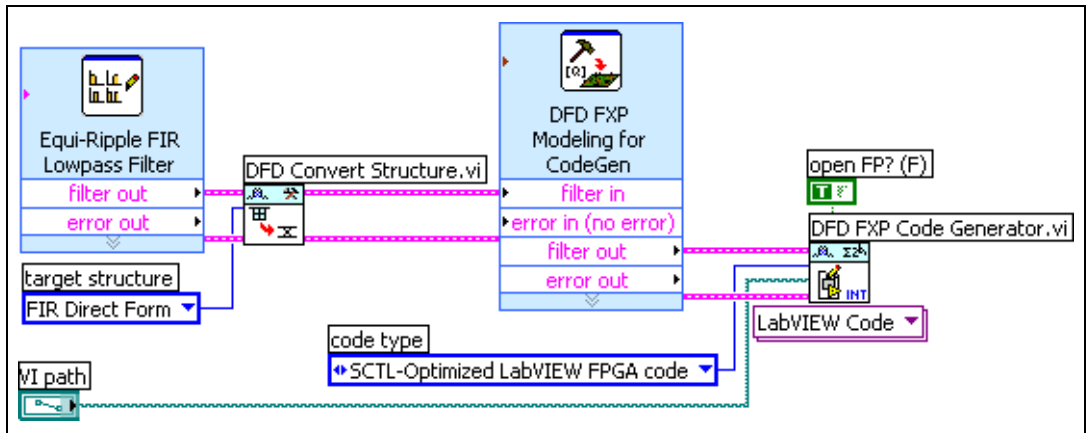 Equi-Ripple FIR
Lowpass Filter
filter out
error out
DFD Convert Structure.vi
target structure
FIR Direct Form
VI path
[Q]
DFD FXP
Modeling for
CodeGen
filter in
error in (no error)
filter out
error out
code type
SCTL-Optimized LabVIEW FPGA code
open FP? (F)
T
DFD FXP Code Generator.vi
INT
LabVIEW Code